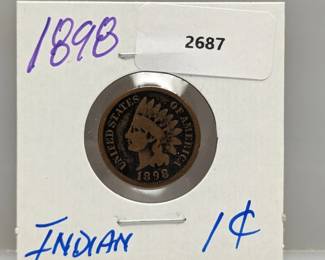 1898
2687
UNITED STATES OF AMERICA
1898
INDIAN 1¢